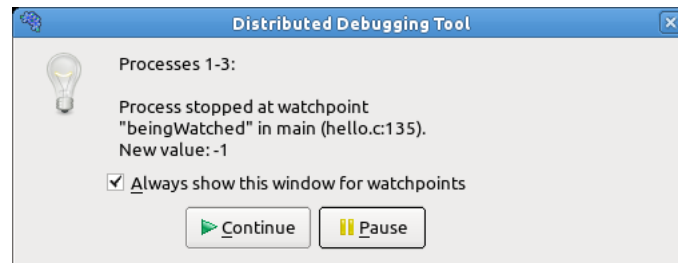 Distributed Debugging Tool
Processes 1-3:
Process stopped at watchpoint
"beingWatched" in main (hello.c:135).
New value: -1
Always show this window for watchpoints
Continue
Pause